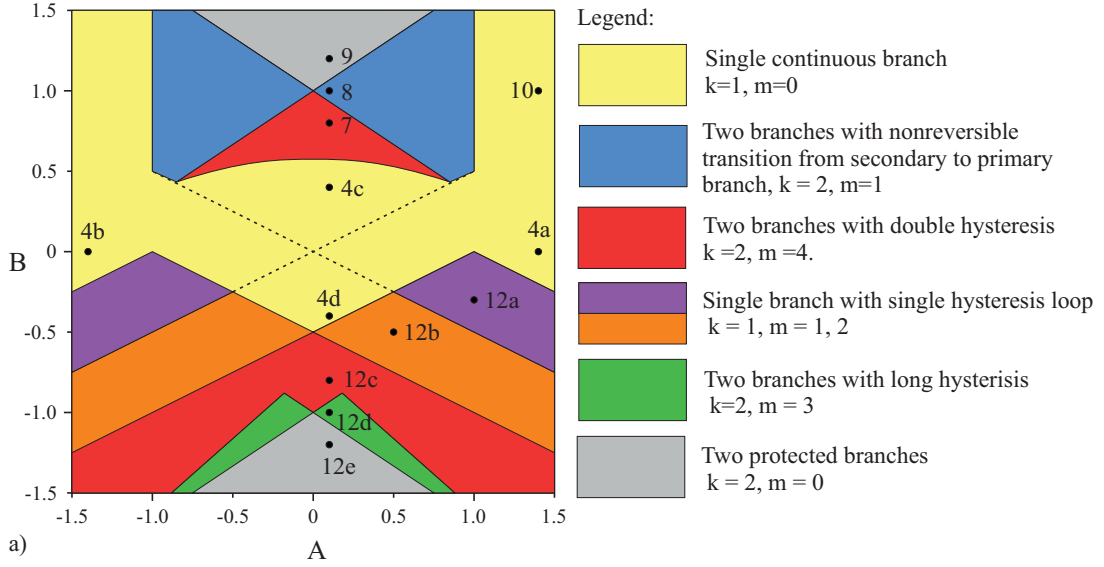 1.5
1.0
0.5
0
-0.5
-1.0
-1.5
B
9
8
7
10
4c
4b
4a
4d
12a
12b
12c
12d
12e
-1.5
-1.0
-0.5
0
0.5
1.0
1.5
A
a)
Legend:
Single continuous branch
k=1, m=0
Two branches with nonreversible
transition from secondary to primary
branch, k = 2, m=1
Two branches with double hysteresis
k =2, m =4.
Single branch with single hysteresis loop
k = 1, m = 1, 2
Two branches with long hysterisis
k=2, m = 3
Two protected branches
k = 2, m = 0